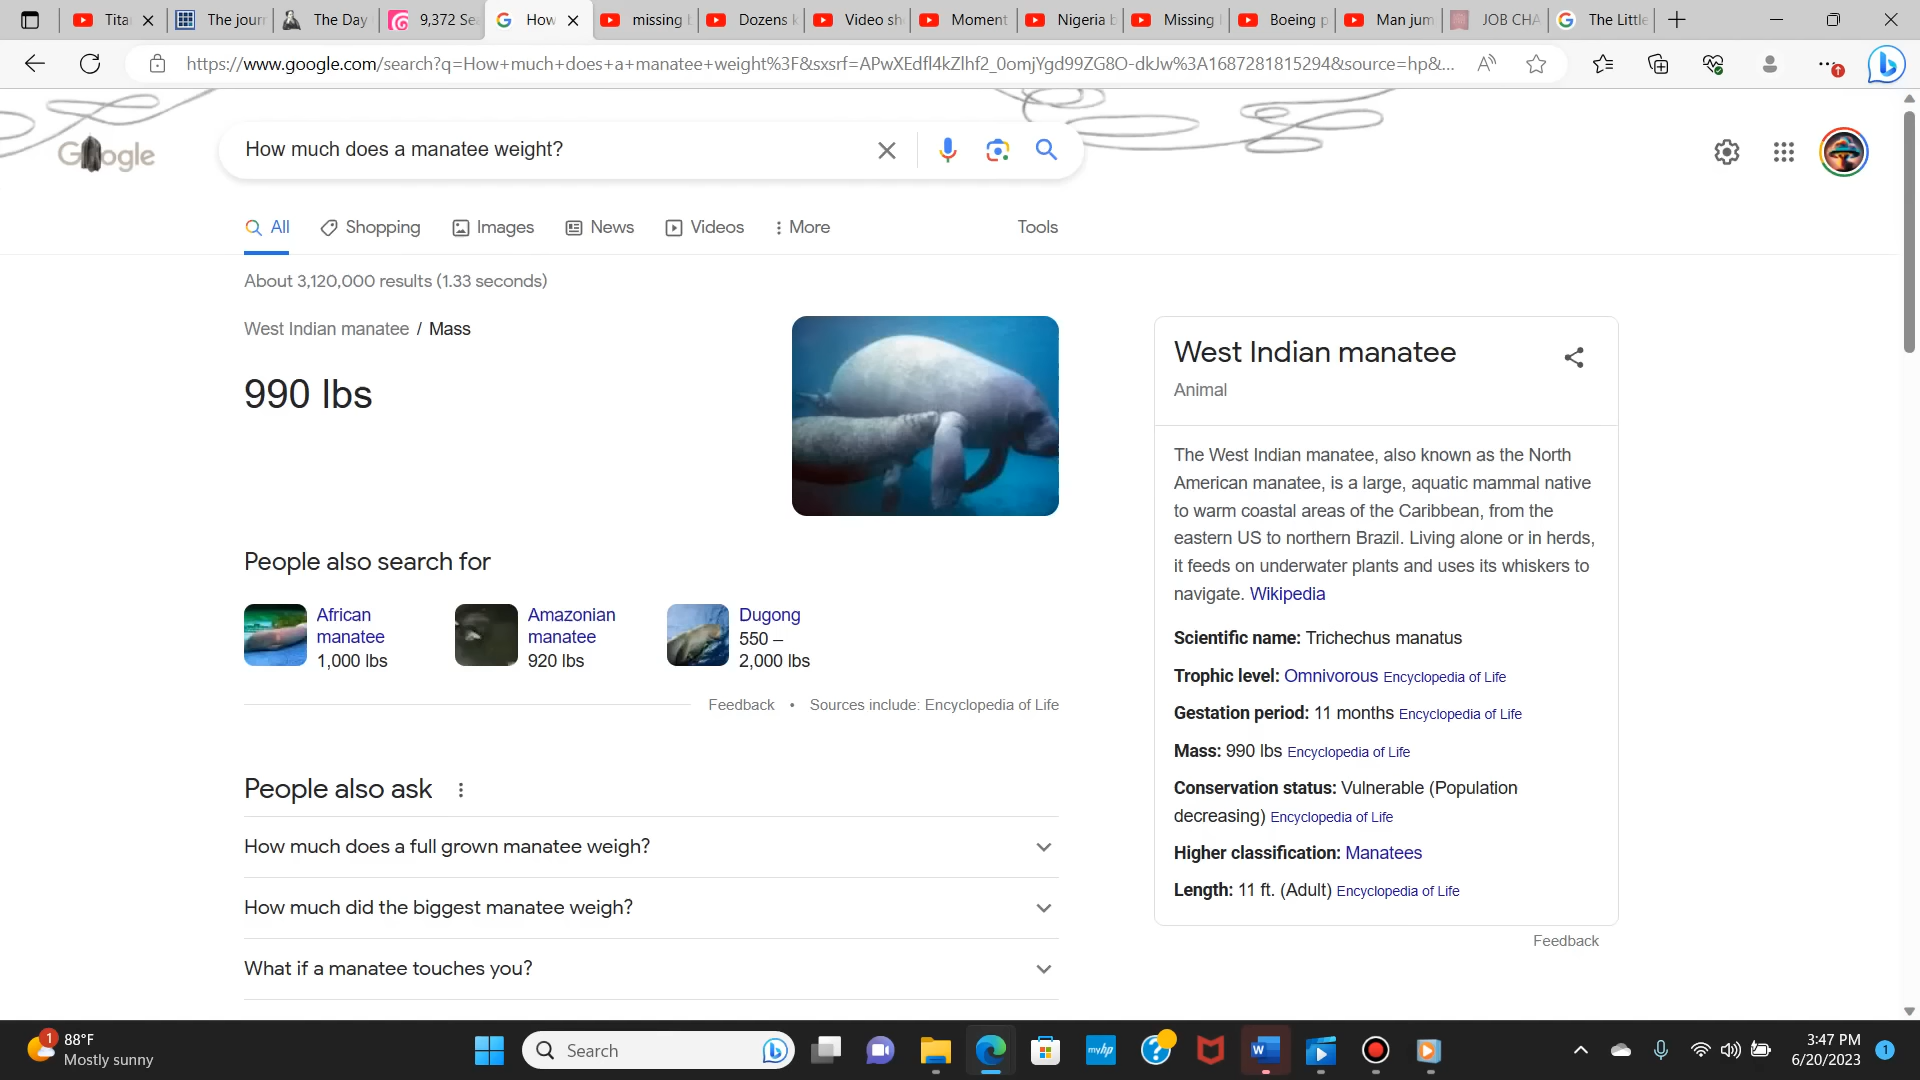 Tita
The jour
The Day
9,372 Se
How
missing b
Dozens k
Video sh
Moment
Nigeria b
Missing
Boeing p
Man jum
JOB CHA
The Little
https://www.google.com/search?q=How+much+does+a+manatee+weight%3F&sxsrf=APwXEdfl4kZlhf2_0omjYgd99ZG8O-dkJw%3A1687281815294&source=hp&...
Google
How much does a manatee weight?
All
Shopping
Images
News
Videos
More
Tools
About 3,120,000 results (1.33 seconds)
West Indian manatee / Mass
990 lbs
People also search for
African
manatee
1,000 lbs
Amazonian
manatee
920 lbs
Dugong
550 –
2,000 lbs
Feedback • Sources include: Encyclopedia of Life
People also ask
How much does a full grown manatee weigh?
How much did the biggest manatee weigh?
What if a manatee touches you?
West Indian manatee
Animal
The West Indian manatee, also known as the North
American manatee, is a large, aquatic mammal native
to warm coastal areas of the Caribbean, from the
eastern US to northern Brazil. Living alone or in herds,
it feeds on underwater plants and uses its whiskers to
navigate. Wikipedia
Scientific name: Trichechus manatus
Trophic level: Omnivorous Encyclopedia of Life
Gestation period: 11 months Encyclopedia of Life
Mass: 990 lbs Encyclopedia of Life
Conservation status: Vulnerable (Population
decreasing) Encyclopedia of Life
Higher classification: Manatees
Length: 11 ft. (Adult) Encyclopedia of Life
Feedback
1
88°F
Mostly sunny
Search
myhp
W
3:47 PM
6/20/2023
1